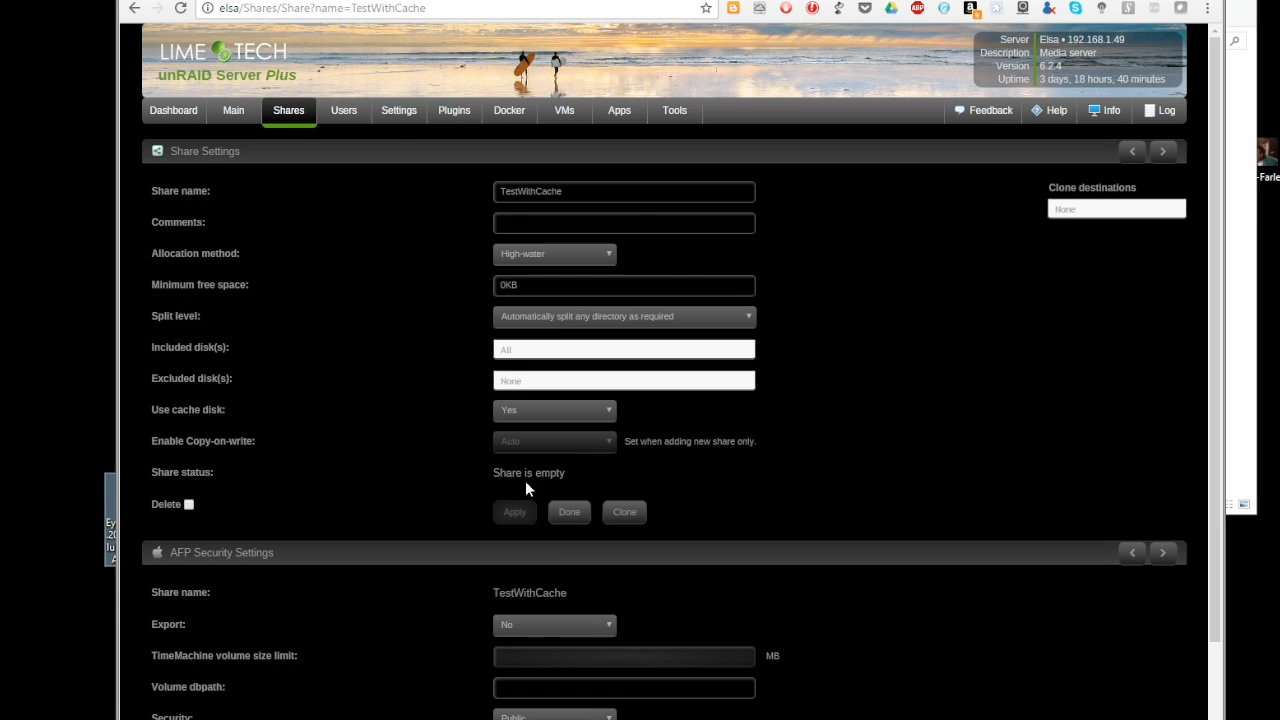 elsa/Shares/Share?name=TestWithCache
LIME TECH
unRAID Server Plus
Server Elsa • 192.168.1.49
Description Media server
Version 6.2.4
Uptime 3 days, 18 hours, 40 minutes
Dashboard Main Shares Users Settings Plugins Docker VMs Apps Tools Feedback Help Info Log
Share Settings
Share name: TestWithCache
Clone destinations
None
Comments:
Allocation method: High-water
Minimum free space: 0KB
Split level: Automatically split any directory as required
Included disk(s): All
Excluded disk(s): None
Use cache disk: Yes
Enable Copy-on-write: Auto Set when adding new share only.
Share status: Share is empty
Delete Apply Done Clone
AFP Security Settings
Share name: TestWithCache
Export: No
TimeMachine volume size limit: MB
Volume dbpath:
Security: Public
-Farle
Ey
.20
lu
A
ABP